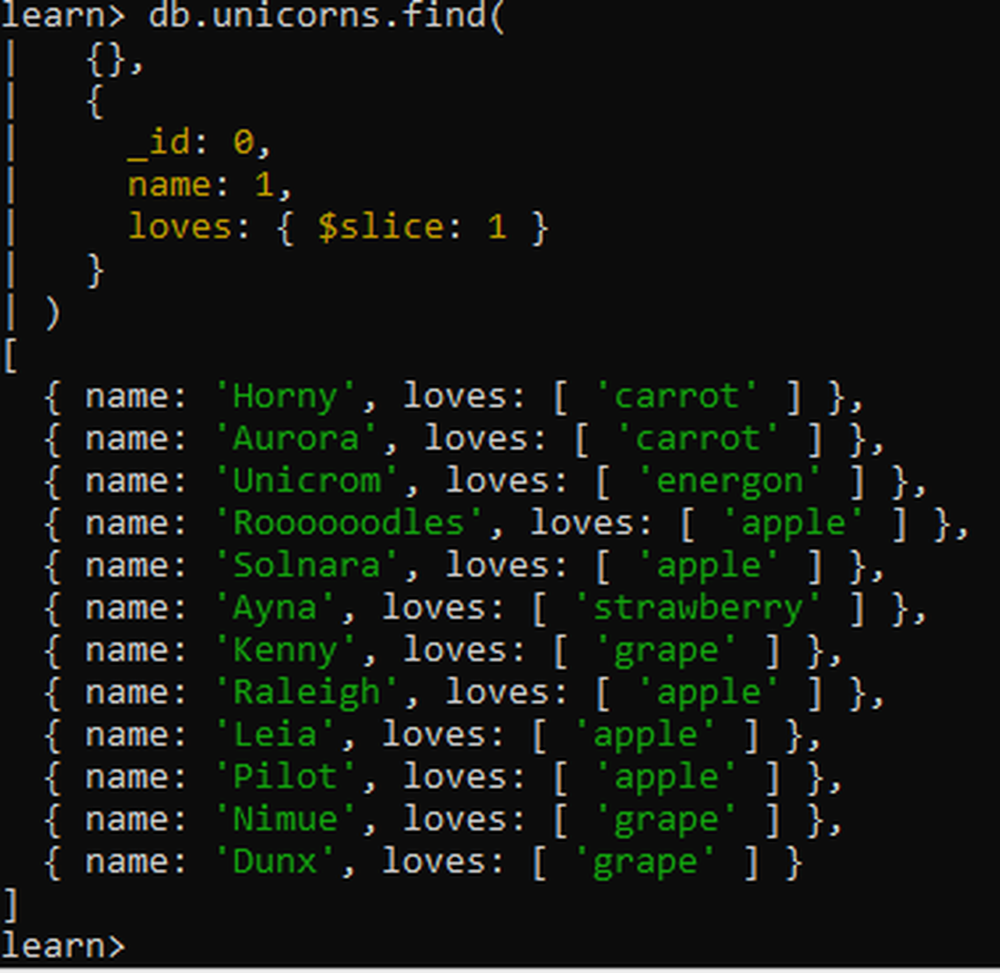 learn> db.unicorns.find(
|   {},
|   {
|     _id: 0,
|     name: 1,
|     loves: { $slice: 1 }
|   }
| )
[
  { name: 'Horny', loves: [ 'carrot' ] },
  { name: 'Aurora', loves: [ 'carrot' ] },
  { name: 'Unicrom', loves: [ 'energon' ] },
  { name: 'Roooooodles', loves: [ 'apple' ] },
  { name: 'Solnara', loves: [ 'apple' ] },
  { name: 'Ayna', loves: [ 'strawberry' ] },
  { name: 'Kenny', loves: [ 'grape' ] },
  { name: 'Raleigh', loves: [ 'apple' ] },
  { name: 'Leia', loves: [ 'apple' ] },
  { name: 'Pilot', loves: [ 'apple' ] },
  { name: 'Nimue', loves: [ 'grape' ] },
  { name: 'Dunx', loves: [ 'grape' ] }
]
learn>